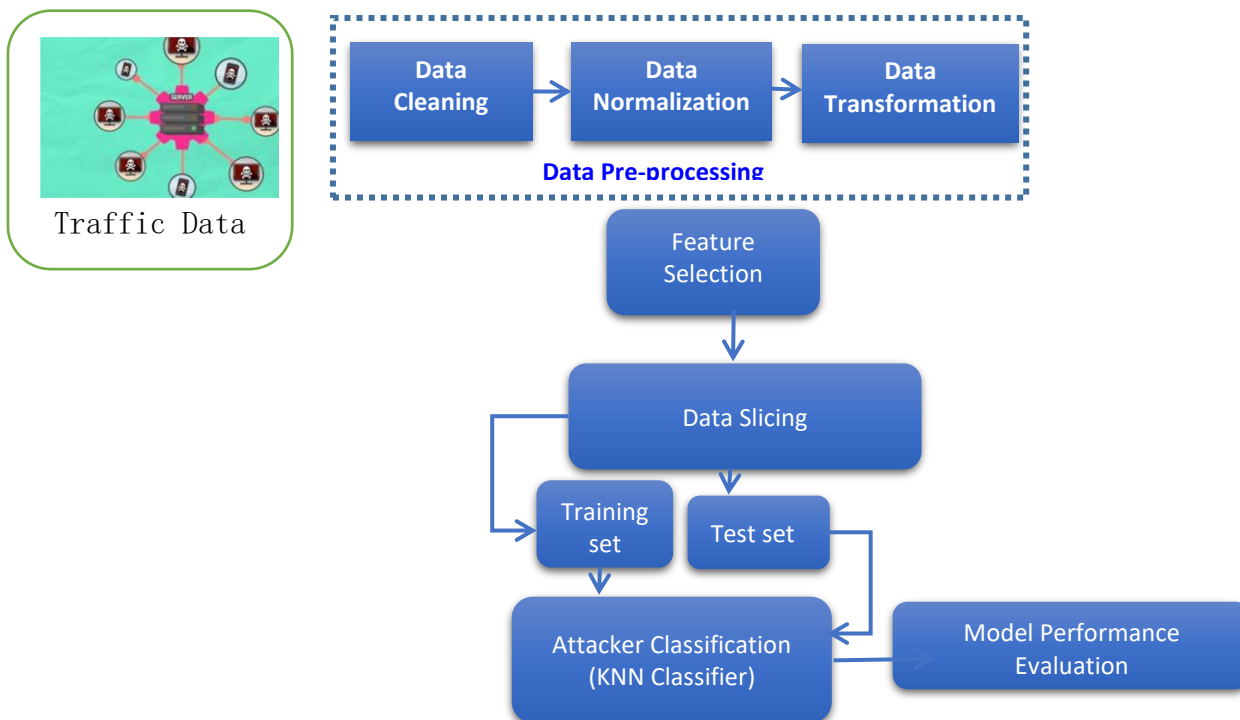 SERVER
Traffic Data
Data
Cleaning
Data
Normalization
Data
Transformation
Data Pre-processing
Feature
Selection
Data Slicing
Training
set
Test set
Attacker Classification
(KNN Classifier)
Model Performance
Evaluation